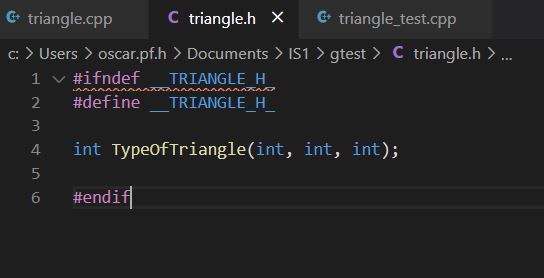 triangle.cpp triangle.h × triangle_test.cpp
c: > Users > oscar.pf.h > Documents > IS1 > gtest > C triangle.h > ...
1 #ifndef __TRIANGLE_H_
2 #define __TRIANGLE_H_
3
4 int TypeOfTriangle(int, int, int);
5
6 #endif